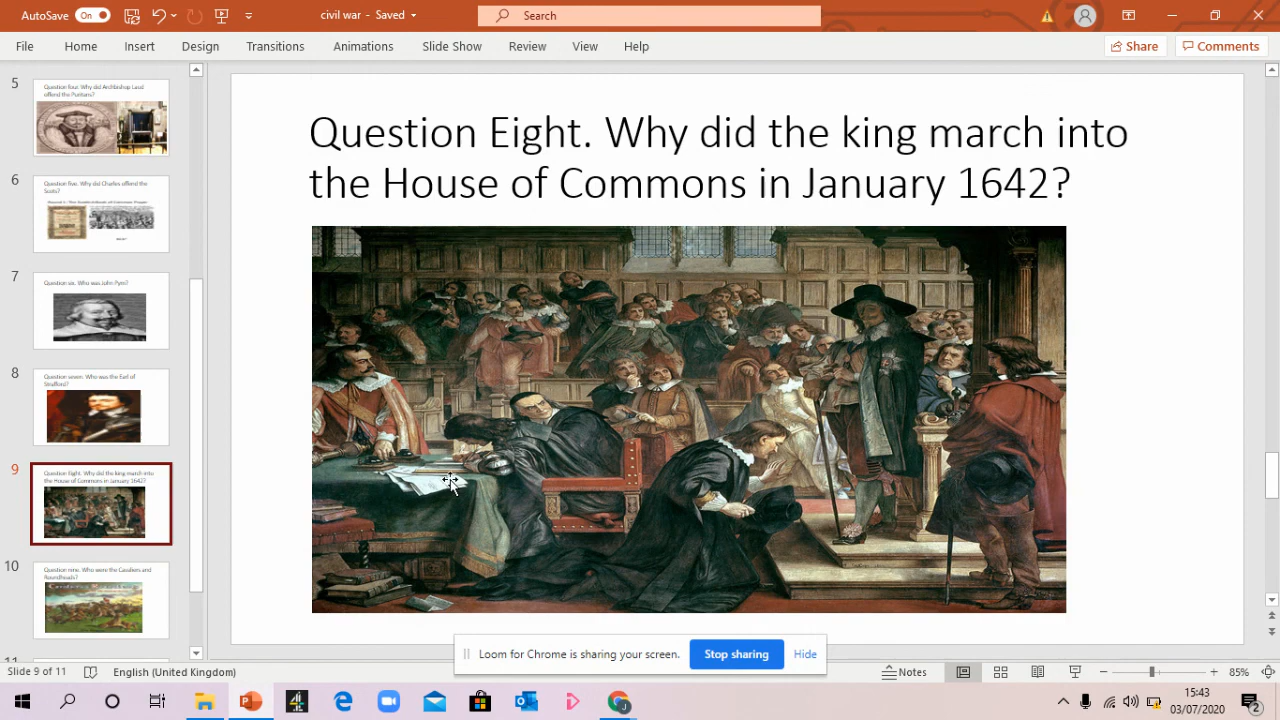 AutoSave
On
civil war - Saved
Search
File
Home
Insert
Design
Transitions
Animations
Slide Show
Review
View
Help
Share
Comments
5
Question four. Why did Archbishop Laud
offend the Puritans?
6
Question five. Why did Charles offend the
Scots?
7
Question six. Who was John Pym?
8
Question seven. Who was the Earl of
Strafford?
9
Question Eight. Why did the king march into
the House of Commons in January 1642?
10
Question nine. Who were the Cavaliers and
Roundheads?
11
Question Eight. Why did the king march into
the House of Commons in January 1642?
Loom for Chrome is sharing your screen.
Stop sharing
Hide
Slide 9 of 11
English (United Kingdom)
Notes
85%
5:43
03/07/2020
2